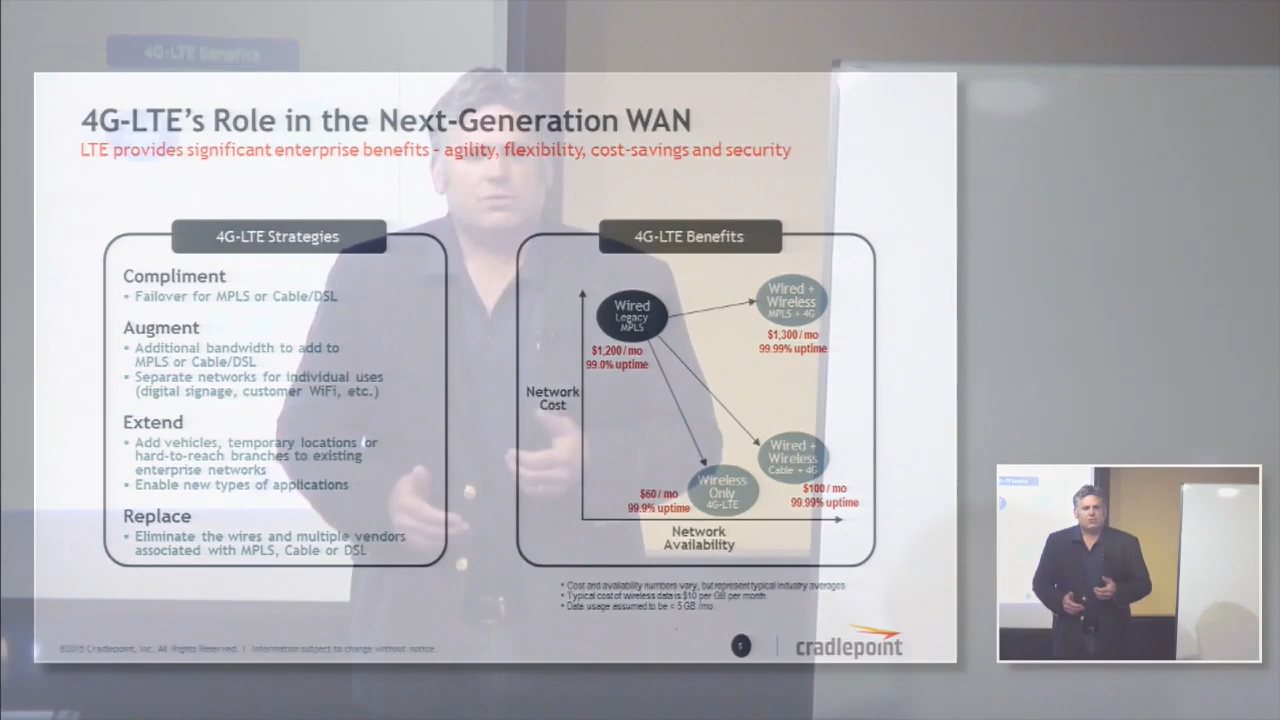 4G-LTE Benefits
4G-LTE's Role in the Next-Generation WAN
LTE provides significant enterprise benefits - agility, flexibility, cost-savings and security
4G-LTE Strategies
Compliment
▪ Failover for MPLS or Cable/DSL
Augment
▪ Additional bandwidth to add to
MPLS or Cable/DSL
▪ Separate networks for individual uses
(digital signage, customer WiFi, etc.)
Extend
▪ Add vehicles, temporary locations or
hard-to-reach branches to existing
enterprise networks
▪ Enable new types of applications
Replace
▪ Eliminate the wires and multiple vendors
associated with MPLS, Cable or DSL
4G-LTE Benefits
Wired
Legacy
MPLS
$1,200/mo
99.0% uptime
Wired +
Wireless
MPLS + 4G
$1,300/mo
99.99% uptime
Network
Cost
Wired +
Wireless
Cable + 4G
$100/mo
99.99% uptime
Wireless
Only
4G-LTE
$60/mo
99.9% uptime
Network
Availability
▪ Cost and availability numbers vary, but represent typical industry averages
▪ Typical cost of wireless data is $10 per GB per month
▪ Data usage assumed to be < 5 GB /mo.
©2015 Cradlepoint, Inc. All Rights Reserved. | Information subject to change without notice.
5
cradlepoint